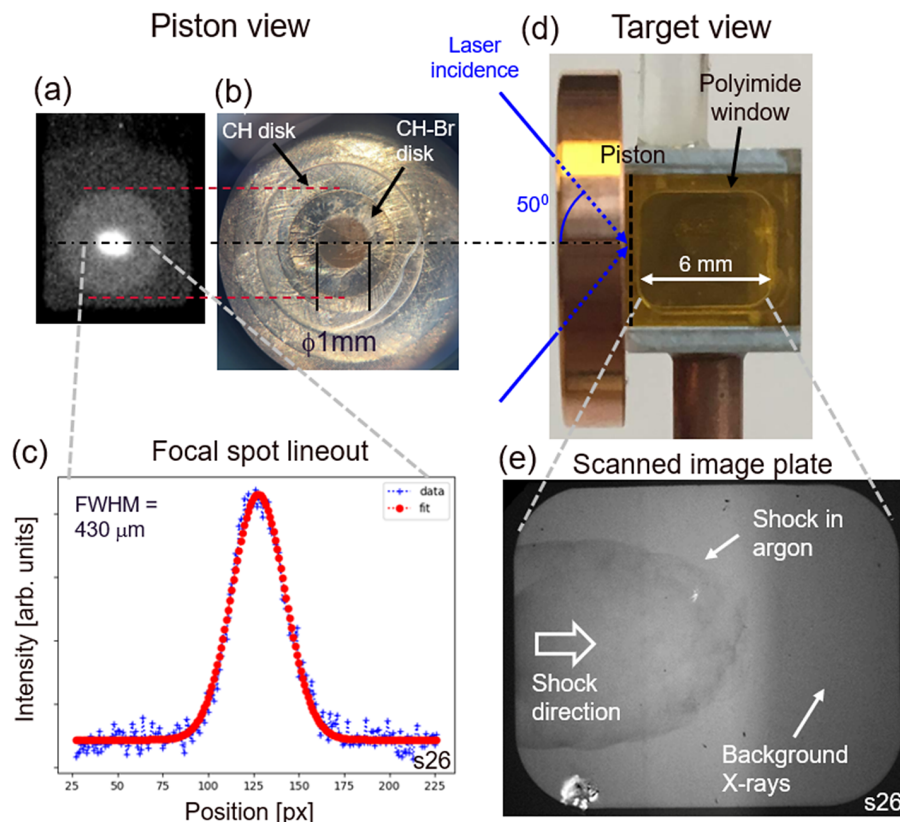 Piston view
(a)
(b)
CH disk
CH-Br
disk
ϕ1mm
Laser
incidence
(d)
Target view
Polyimide
window
Piston
50⁰
6 mm
(c)
Focal spot lineout
FWHM =
430 μm
data
fit
Intensity [arb. units]
s26
25
50
75
100
125
150
175
200
225
Position [px]
(e)
Scanned image plate
Shock in
argon
Shock
direction
Background
X-rays
s26